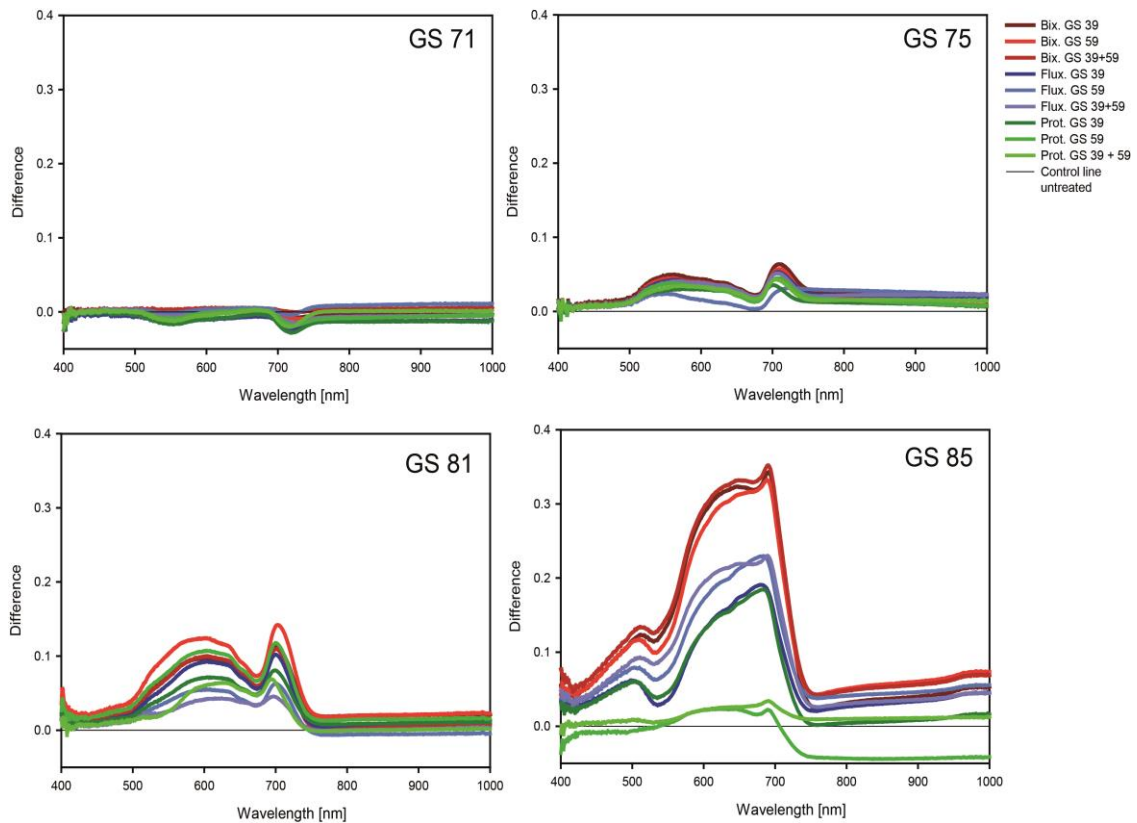 GS 71
0.4
0.3
0.2
0.1
0.0
Difference
400 500 600 700 800 900 1000
Wavelength [nm]
GS 75
0.4
0.3
0.2
0.1
0.0
Difference
400 500 600 700 800 900 1000
Wavelength [nm]
Bix. GS 39
Bix. GS 59
Bix. GS 39+59
Flux. GS 39
Flux. GS 59
Flux. GS 39+59
Prot. GS 39
Prot. GS 59
Prot. GS 39 + 59
Control line
untreated
GS 81
0.4
0.3
0.2
0.1
0.0
Difference
400 500 600 700 800 900 1000
Wavelength [nm]
GS 85
0.4
0.3
0.2
0.1
0.0
Difference
400 500 600 700 800 900 1000
Wavelength [nm]